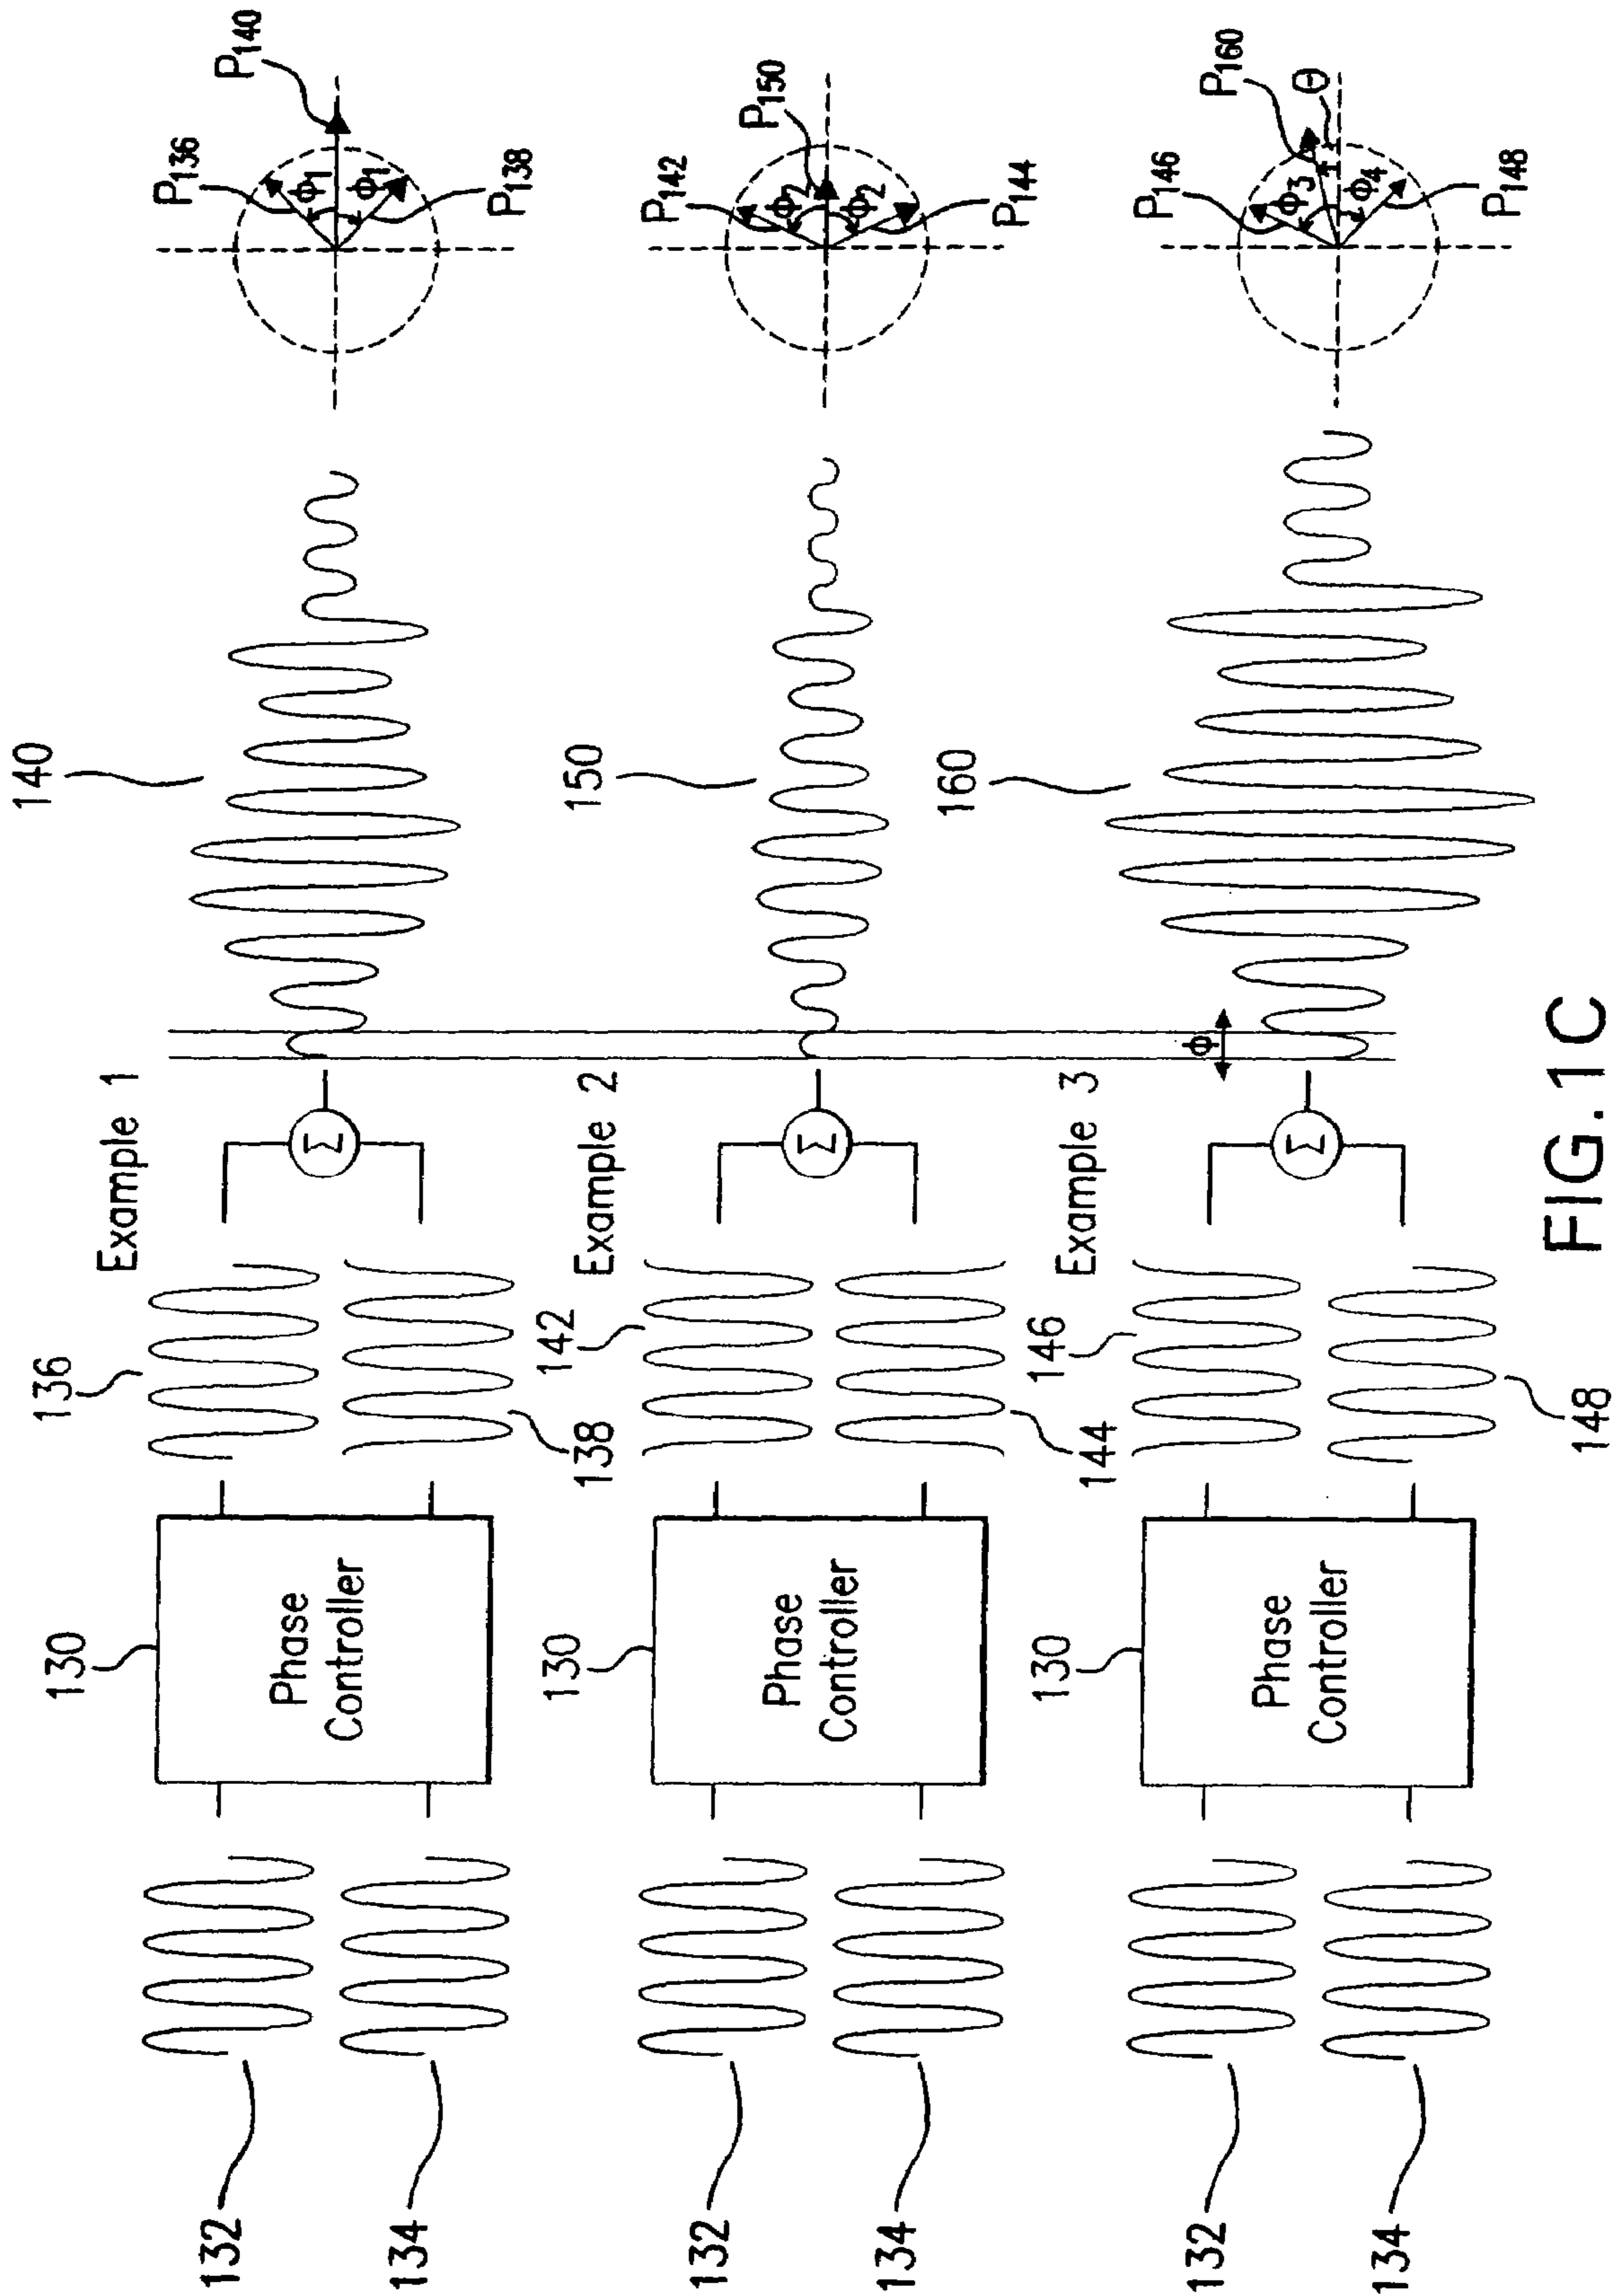 Example 1
132
134
130
Phase
Controller
136
138
Σ
140
P136
P140
ϕ1
ϕ1
P138
Example 2
132
134
130
Phase
Controller
142
144
Σ
150
P142
P150
ϕ2
ϕ2
P144
Example 3
132
134
130
Phase
Controller
146
148
Σ
Φ
160
P146
P160
ϕ3
Θ
ϕ4
P148
FIG.1C